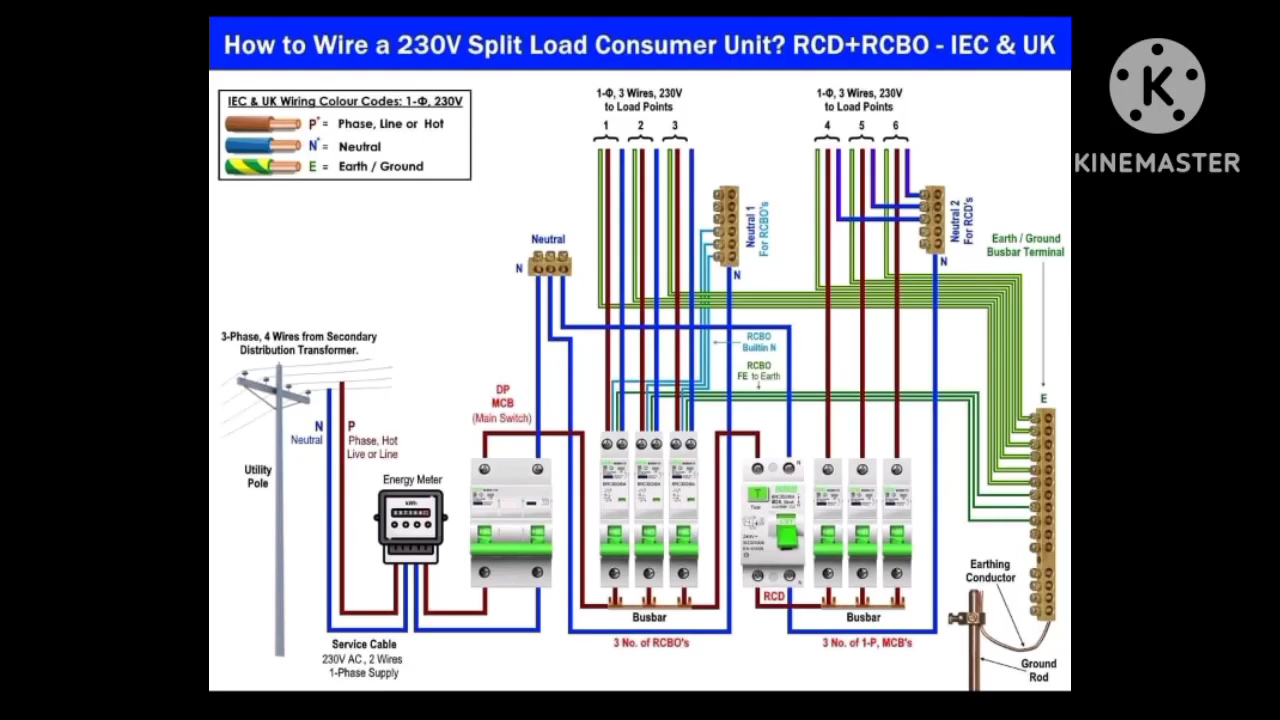 How to Wire a 230V Split Load Consumer Unit? RCD+RCBO - IEC & UK
K
KINEMASTER
IEC & UK Wiring Colour Codes: 1-Φ, 230V
P = Phase, Line or Hot
N = Neutral
E = Earth / Ground
1-Φ, 3 Wires, 230V
to Load Points
1 2 3
1-Φ, 3 Wires, 230V
to Load Points
4 5 6
Neutral 1
For RCBO's
N
Neutral 2
For RCD's
N
Neutral
N
Earth / Ground
Busbar Terminal
E
RCBO
Builtin N
RCBO
FE to Earth
3-Phase, 4 Wires from Secondary
Distribution Transformer.
N
Neutral
P
Phase, Hot
Live or Line
Utility
Pole
Energy Meter
kWh
DP
MCB
(Main Switch)
N
T
Test
N
RCD
Busbar
Busbar
3 No. of RCBO's
3 No. of 1-P, MCB's
Service Cable
230V AC , 2 Wires
1-Phase Supply
Earthing
Conductor
Ground
Rod